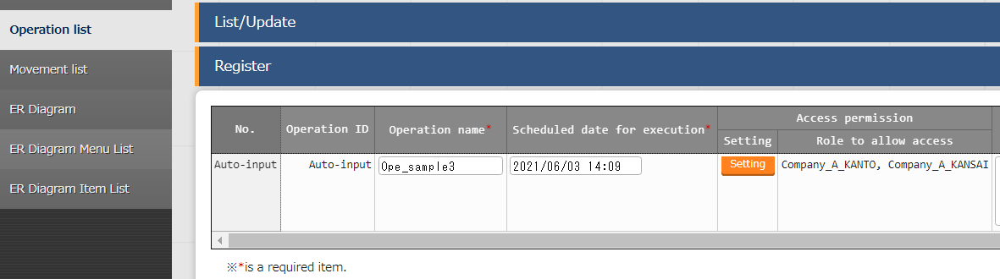 Operation list
Movement list
ER Diagram
ER Diagram Menu List
ER Diagram Item List
List/Update
Register
No. Operation ID Operation name* Scheduled date for execution* Access permission
Setting Role to allow access
Auto-input Auto-input Ope_sample3 2021/06/03 14:09 Setting Company_A_KANTO, Company_A_KANSAI
※*is a required item.